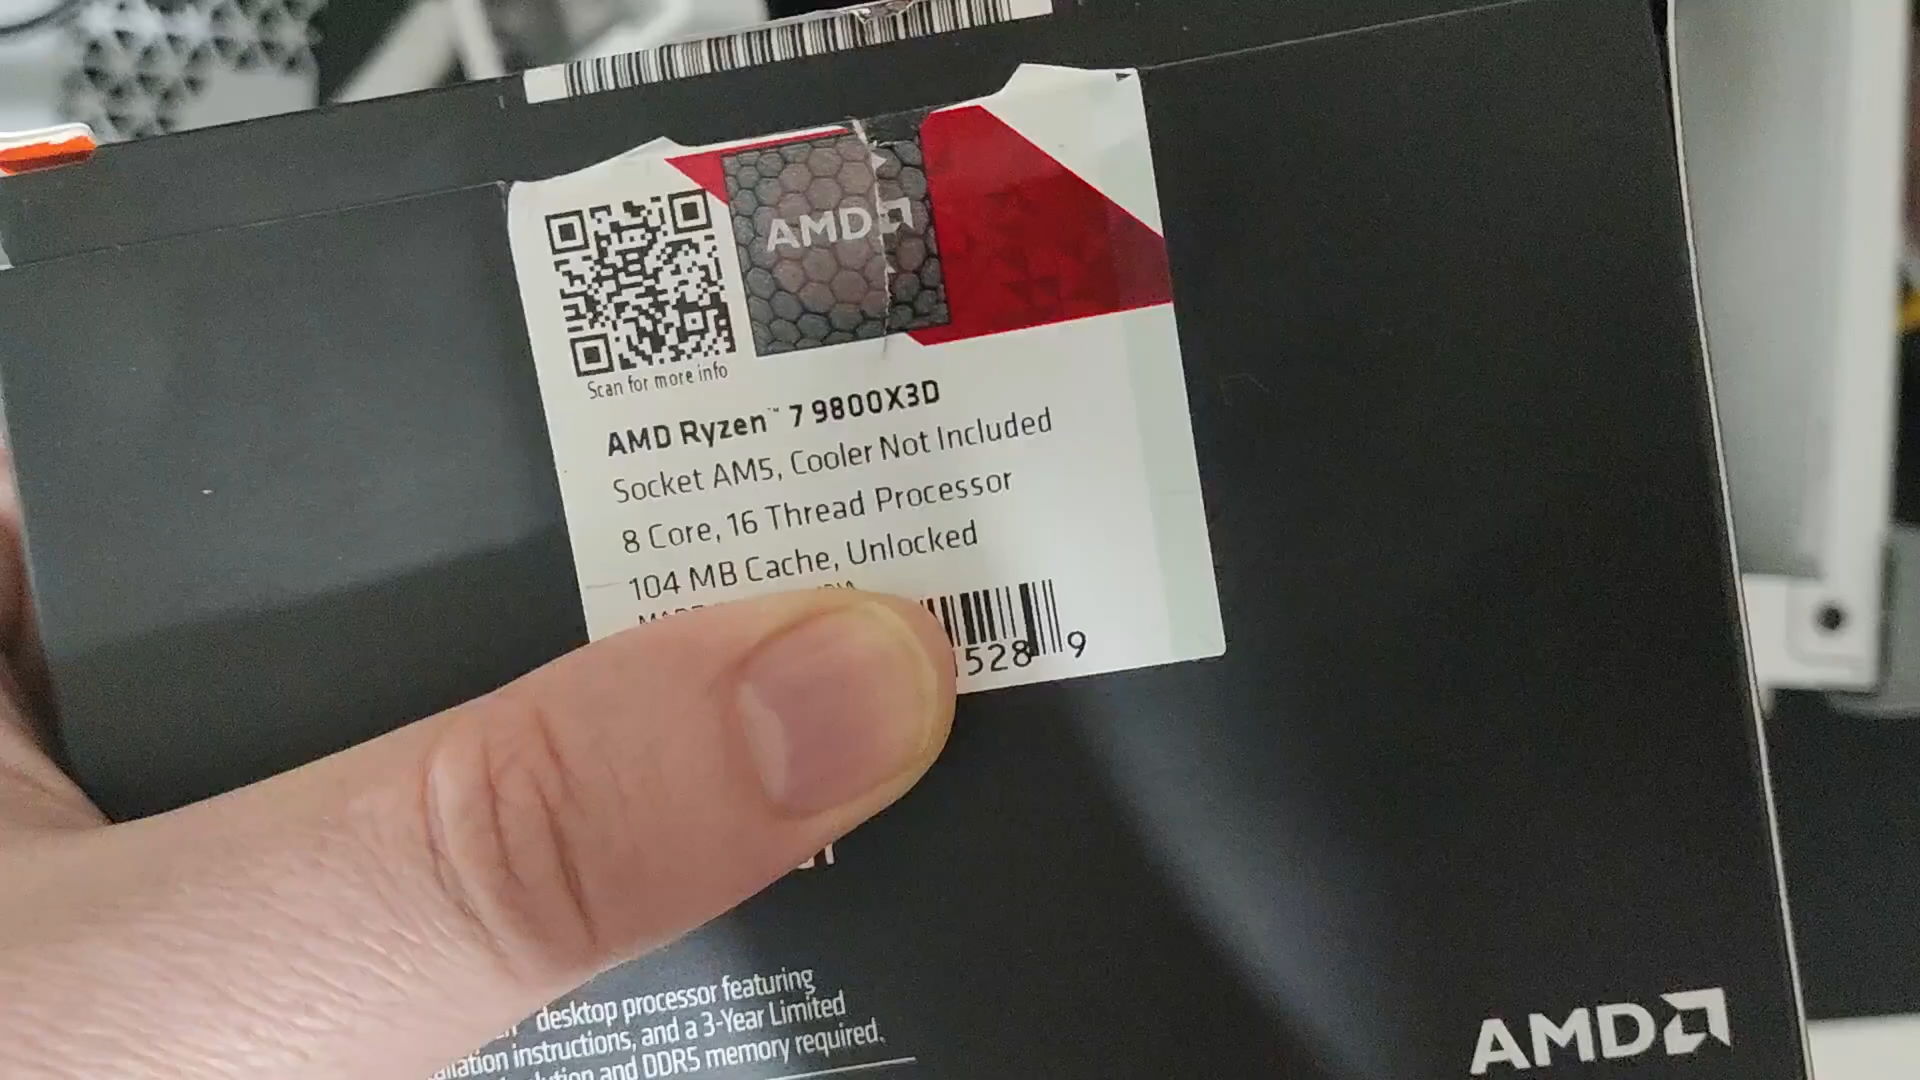 AMD
Scan for more info
AMD Ryzen™ 7 9800X3D
Socket AM5, Cooler Not Included
8 Core, 16 Thread Processor
104 MB Cache, Unlocked
528 9
desktop processor featuring
instructions, and a 3-Year Limited
and DDR5 memory required.
AMD